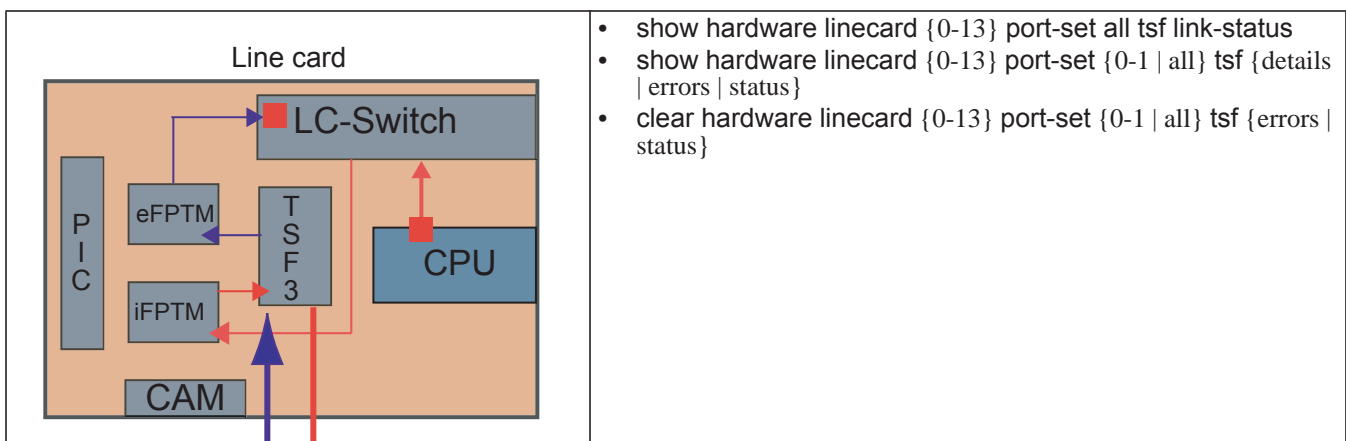 Line card
LC-Switch
eFPTM
T
S
F
3
P
I
C
CPU
iFPTM
CAM
• show hardware linecard {0-13} port-set all tsf link-status
• show hardware linecard {0-13} port-set {0-1 | all} tsf {details
| errors | status}
• clear hardware linecard {0-13} port-set {0-1 | all} tsf {errors |
status}